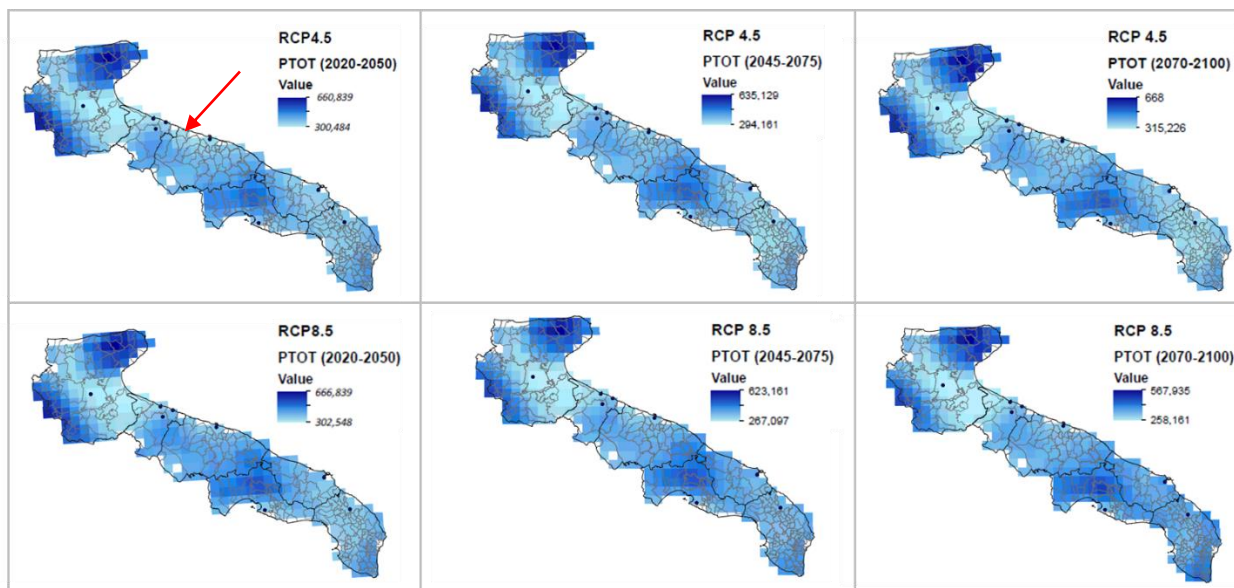 RCP4.5
PTOT (2020-2050)
Value
660,839
300,484
RCP 4.5
PTOT (2045-2075)
Value
635,129
294,161
RCP 4.5
PTOT (2070-2100)
Value
668
315,226
RCP8.5
PTOT (2020-2050)
Value
666,839
302,548
RCP 8.5
PTOT (2045-2075)
Value
623,161
267,097
RCP 8.5
PTOT (2070-2100)
Value
567,935
258,161